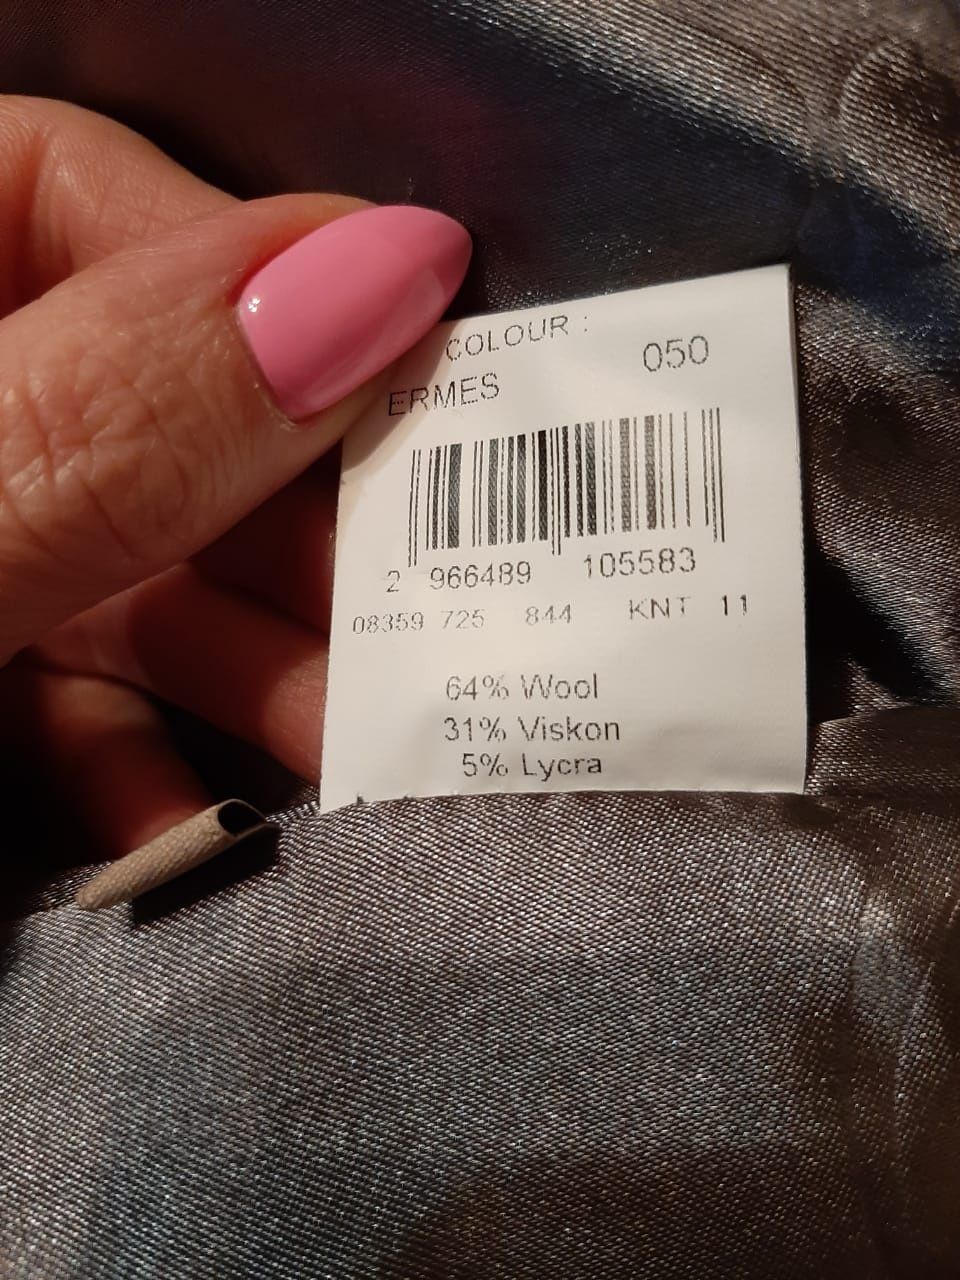 COLOUR :
050
ERMES
2 966489 105583
08359 725 844 KNT 11
64% Wool
31% Viskon
5% Lycra